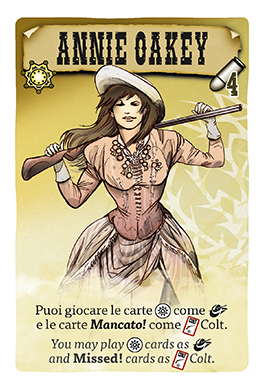 ANNIE OAKEY
4
Puoi giocare le carte come
e le carte Mancato! come Colt.
You may play cards as
and Missed! cards as Colt.